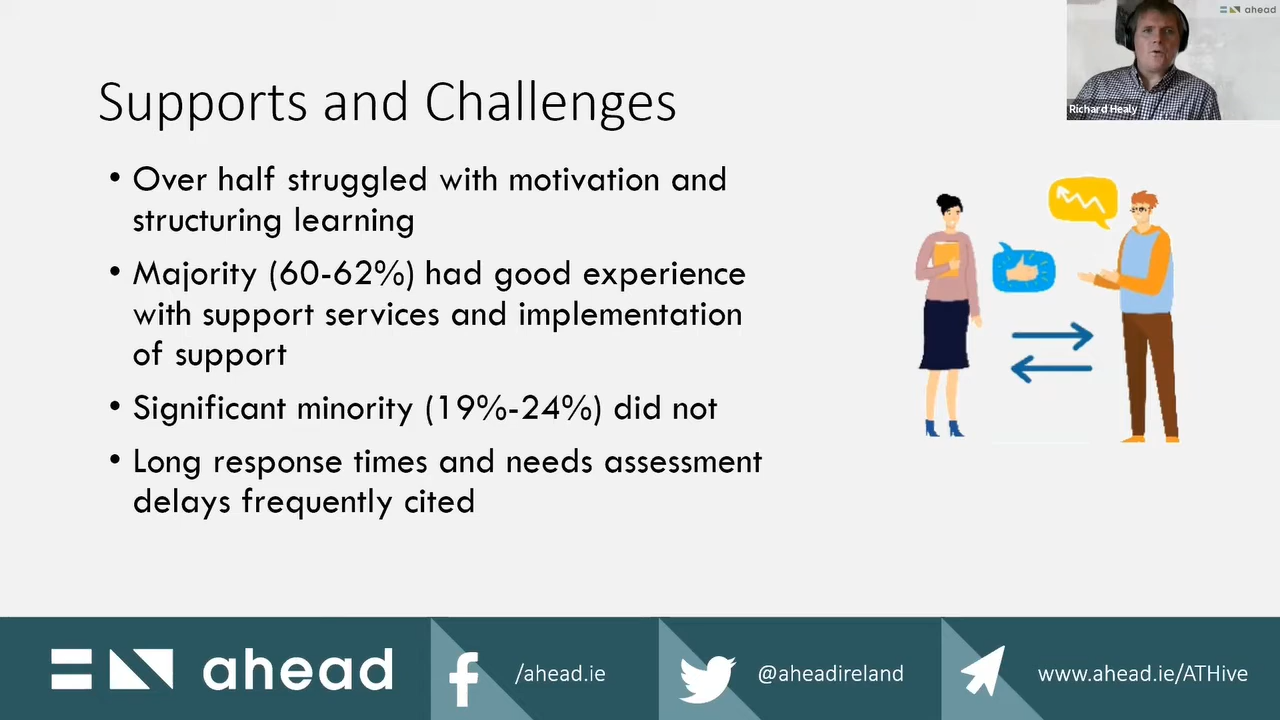 ahead
Richard Healy
Supports and Challenges
• Over half struggled with motivation and
structuring learning
• Majority (60-62%) had good experience
with support services and implementation
of support
• Significant minority (19%-24%) did not
• Long response times and needs assessment
delays frequently cited
ahead
/ahead.ie
@aheadireland
www.ahead.ie/ATHive